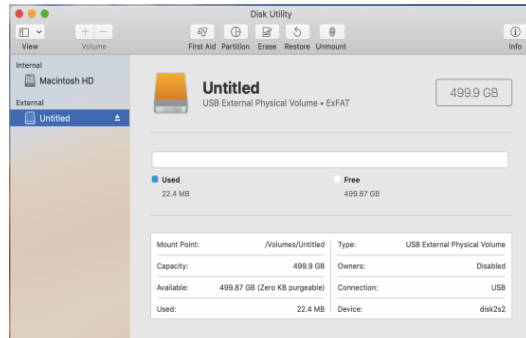 Disk Utility
View Volume First Aid Partition Erase Restore Unmount Info
Internal
Macintosh HD
External
Untitled
Untitled
USB External Physical Volume • ExFAT
499.9 GB
Used Free
22.4 MB 499.87 GB
Mount Point: /Volumes/Untitled Type: USB External Physical Volume
Capacity: 499.9 GB Owners: Disabled
Available: 499.87 GB (Zero KB purgeable) Connection: USB
Used: 22.4 MB Device: disk2s2